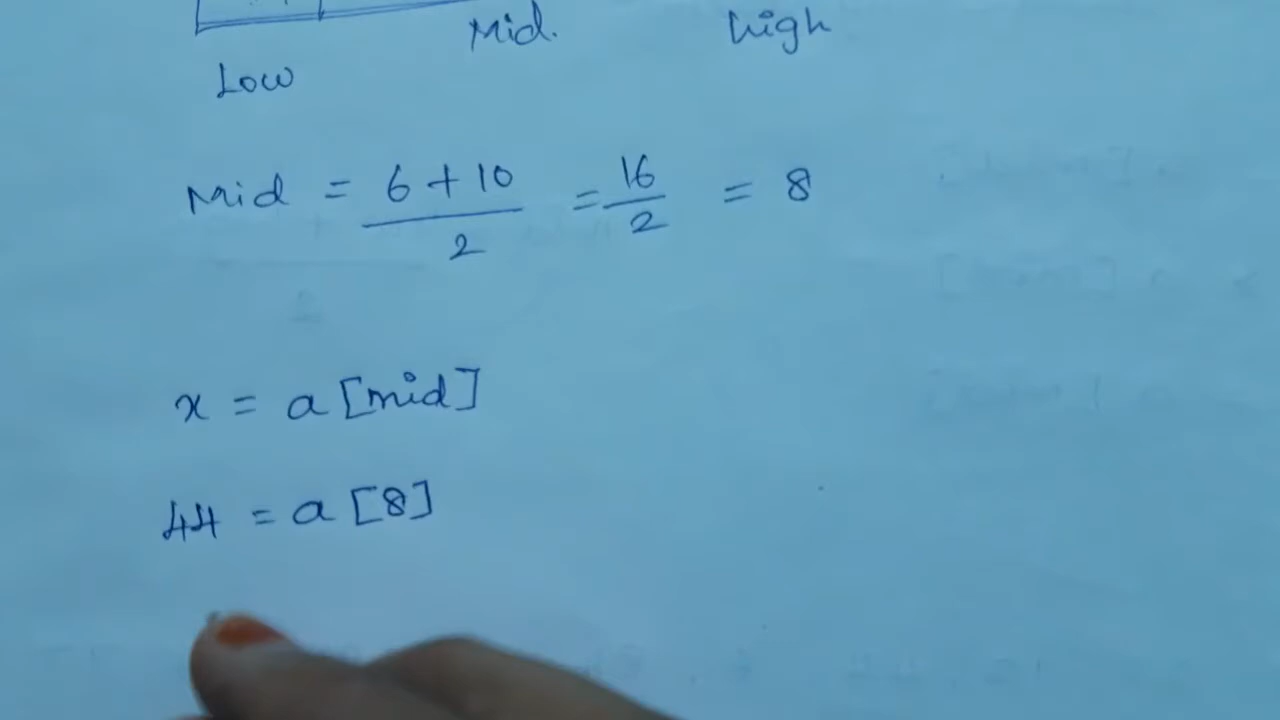 Mid. high
Low
Mid = 6 + 10 / 2 = 16 / 2 = 8
x = a [mid]
44 = a [8]